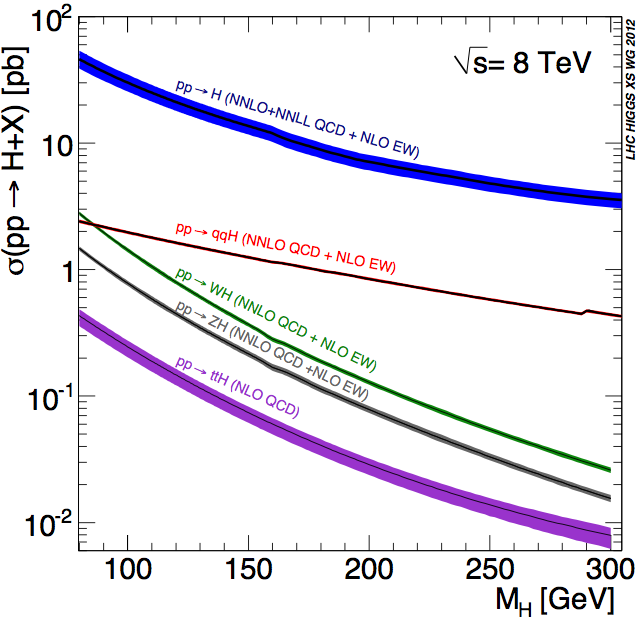 σ(pp → H+X) [pb]
10²
10
1
10⁻¹
10⁻²
√s= 8 TeV
LHC HIGGS XS WG 2012
pp→ H (NNLO+NNLL QCD + NLO EW)
pp→ qqH (NNLO QCD + NLO EW)
pp→ WH (NNLO QCD + NLO EW)
pp→ ZH (NNLO QCD +NLO EW)
pp→ ttH (NLO QCD)
100 150 200 250 300
M_H [GeV]